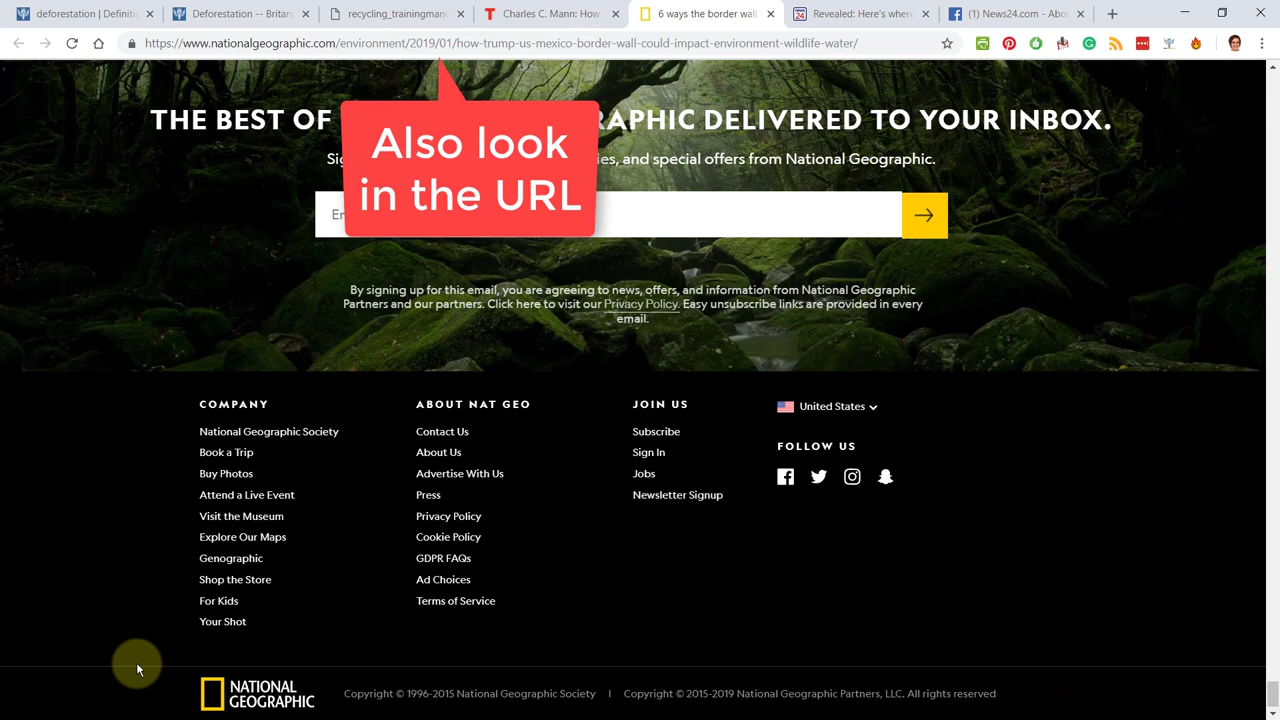 deforestation | Definiti
Deforestation -- Britan
recycling_trainingmanu
Charles C. Mann: How
6 ways the border wall
Revealed: Here's where
(1) News24.com - Abou
https://www.nationalgeographic.com/environment/2019/01/how-trump-us-mexico-border-wall-could-impact-environment-wildlife-water/
Also look
in the URL
THE BEST OF RAPHIC DELIVERED TO YOUR INBOX.
ies, and special offers from National Geographic.
By signing up for this email, you are agreeing to news, offers, and information from National Geographic
Partners and our partners. Click here to visit our Privacy Policy. Easy unsubscribe links are provided in every
email.
COMPANY
National Geographic Society
Book a Trip
Buy Photos
Attend a Live Event
Visit the Museum
Explore Our Maps
Genographic
Shop the Store
For Kids
Your Shot
ABOUT NAT GEO
Contact Us
About Us
Advertise With Us
Press
Privacy Policy
Cookie Policy
GDPR FAQs
Ad Choices
Terms of Service
JOIN US
Subscribe
Sign In
Jobs
Newsletter Signup
United States
FOLLOW US
NATIONAL
GEOGRAPHIC
Copyright © 1996-2015 National Geographic Society | Copyright © 2015-2019 National Geographic Partners, LLC. All rights reserved